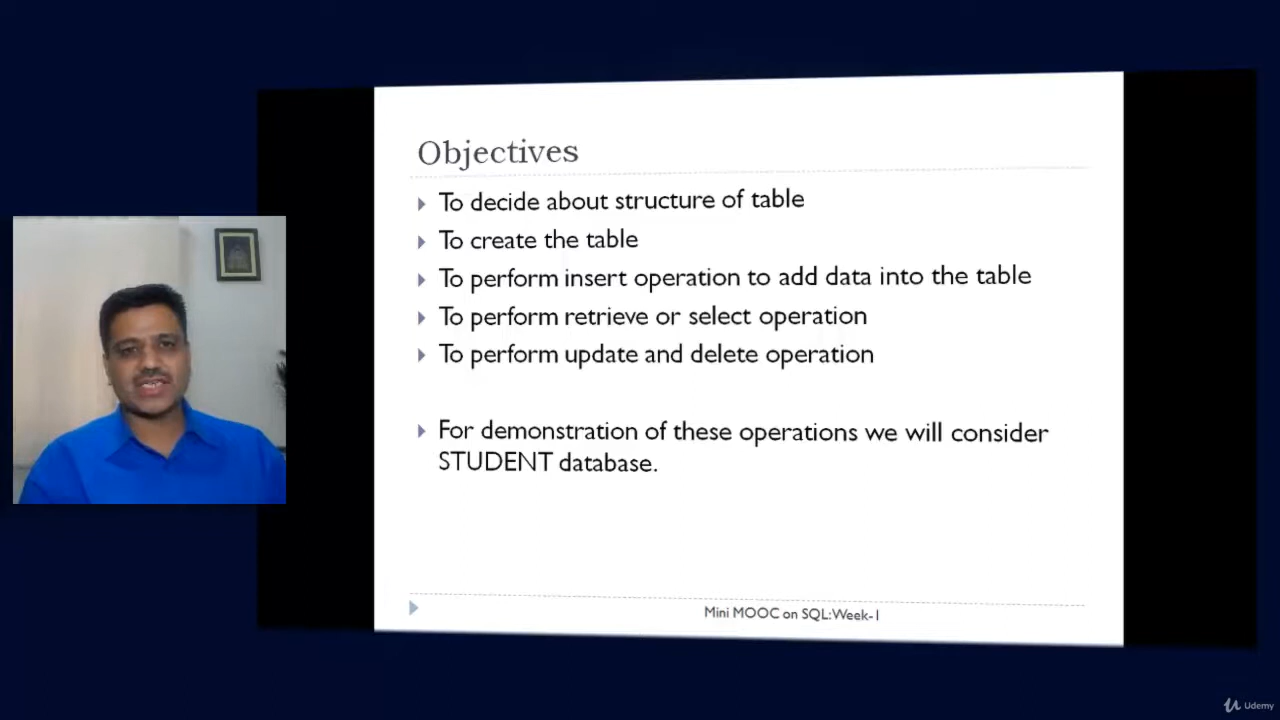 Objectives
To decide about structure of table
To create the table
To perform insert operation to add data into the table
To perform retrieve or select operation
To perform update and delete operation
For demonstration of these operations we will consider
STUDENT database.
Mini MOOC on SQL:Week-1
Udemy